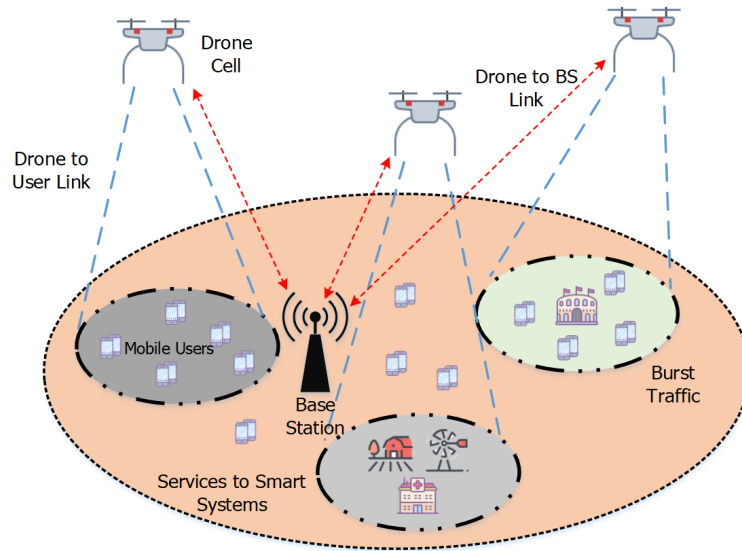 Drone
Cell
Drone to BS
Link
Drone to
User Link
Mobile Users
Base
Station
Burst
Traffic
Services to Smart
Systems